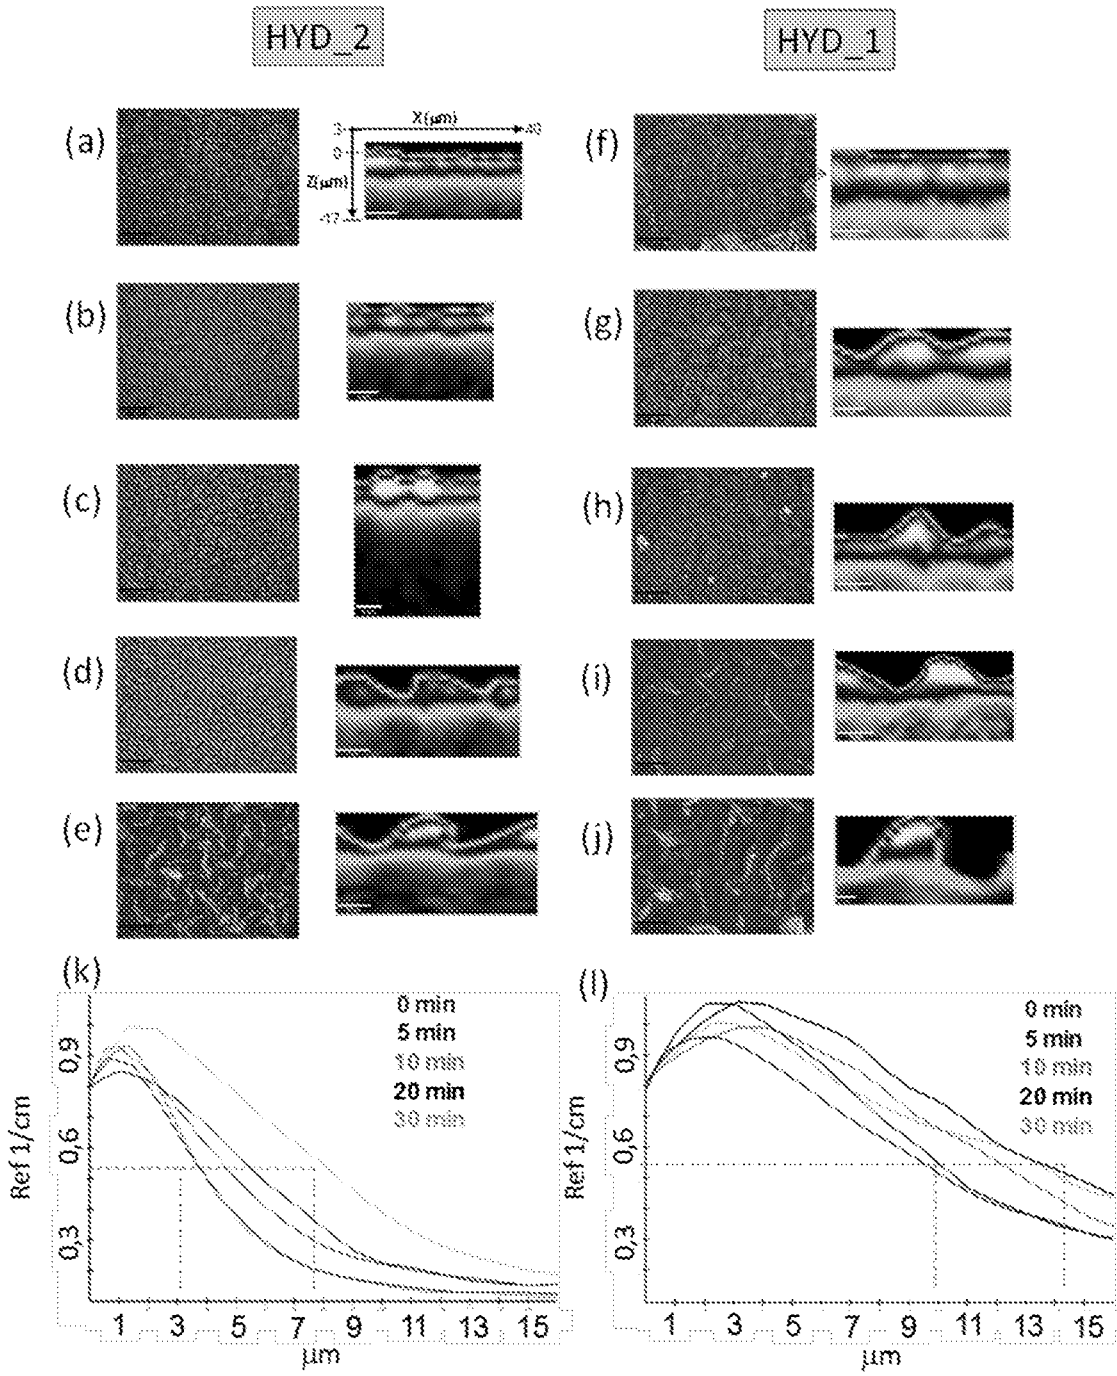 HYD_2
HYD_1
(a)
X(μm)
3
40
0
Z(μm)
-17
(f)
(b)
(g)
(c)
(h)
(d)
(i)
(e)
(j)
(k)
0 min
5 min
10 min
20 min
30 min
0,9
0,6
0,3
Ref 1/cm
1 3 5 7 9 11 13 15
μm
(l)
0 min
5 min
10 min
20 min
30 min
0,9
0,6
0,3
Ref 1/cm
1 3 5 7 9 11 13 15
μm